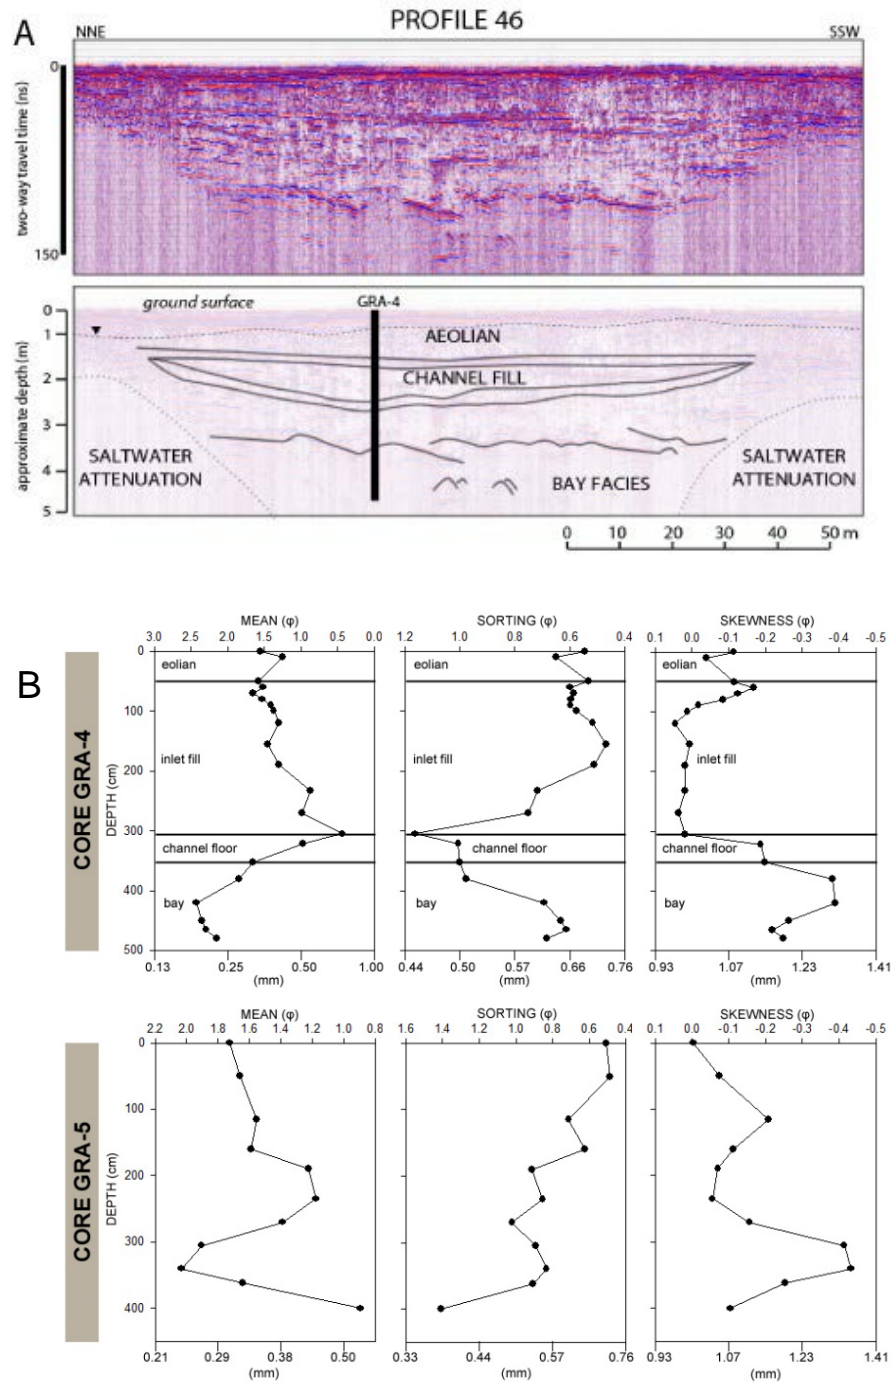 A
PROFILE 46
NNE
SSW
0
two-way travel time (ns)
150
ground surface
GRA-4
0
1
2
3
4
5
approximate depth (m)
AEOLIAN
CHANNEL FILL
SALTWATER
ATTENUATION
BAY FACIES
SALTWATER
ATTENUATION
0 10 20 30 40 50 m
B
CORE GRA-4
MEAN (φ)
3.0 2.5 2.0 1.5 1.0 0.5 0.0
DEPTH (cm)
0
100
200
300
400
500
eolian
inlet fill
channel floor
bay
0.13 0.25 0.50 1.00
(mm)
SORTING (φ)
1.2 1.0 0.8 0.6 0.4
eolian
inlet fill
channel floor
bay
0.44 0.50 0.57 0.66 0.76
(mm)
SKEWNESS (φ)
0.1 0.0 -0.1 -0.2 -0.3 -0.4 -0.5
eolian
inlet fill
channel floor
bay
0.93 1.07 1.23 1.41
(mm)
CORE GRA-5
MEAN (φ)
2.2 2.0 1.8 1.6 1.4 1.2 1.0 0.8
DEPTH (cm)
0
100
200
300
400
0.21 0.29 0.38 0.50
(mm)
SORTING (φ)
1.6 1.4 1.2 1.0 0.8 0.6 0.4
0.33 0.44 0.57 0.76
(mm)
SKEWNESS (φ)
0.1 0.0 -0.1 -0.2 -0.3 -0.4 -0.5
0.93 1.07 1.23 1.41
(mm)